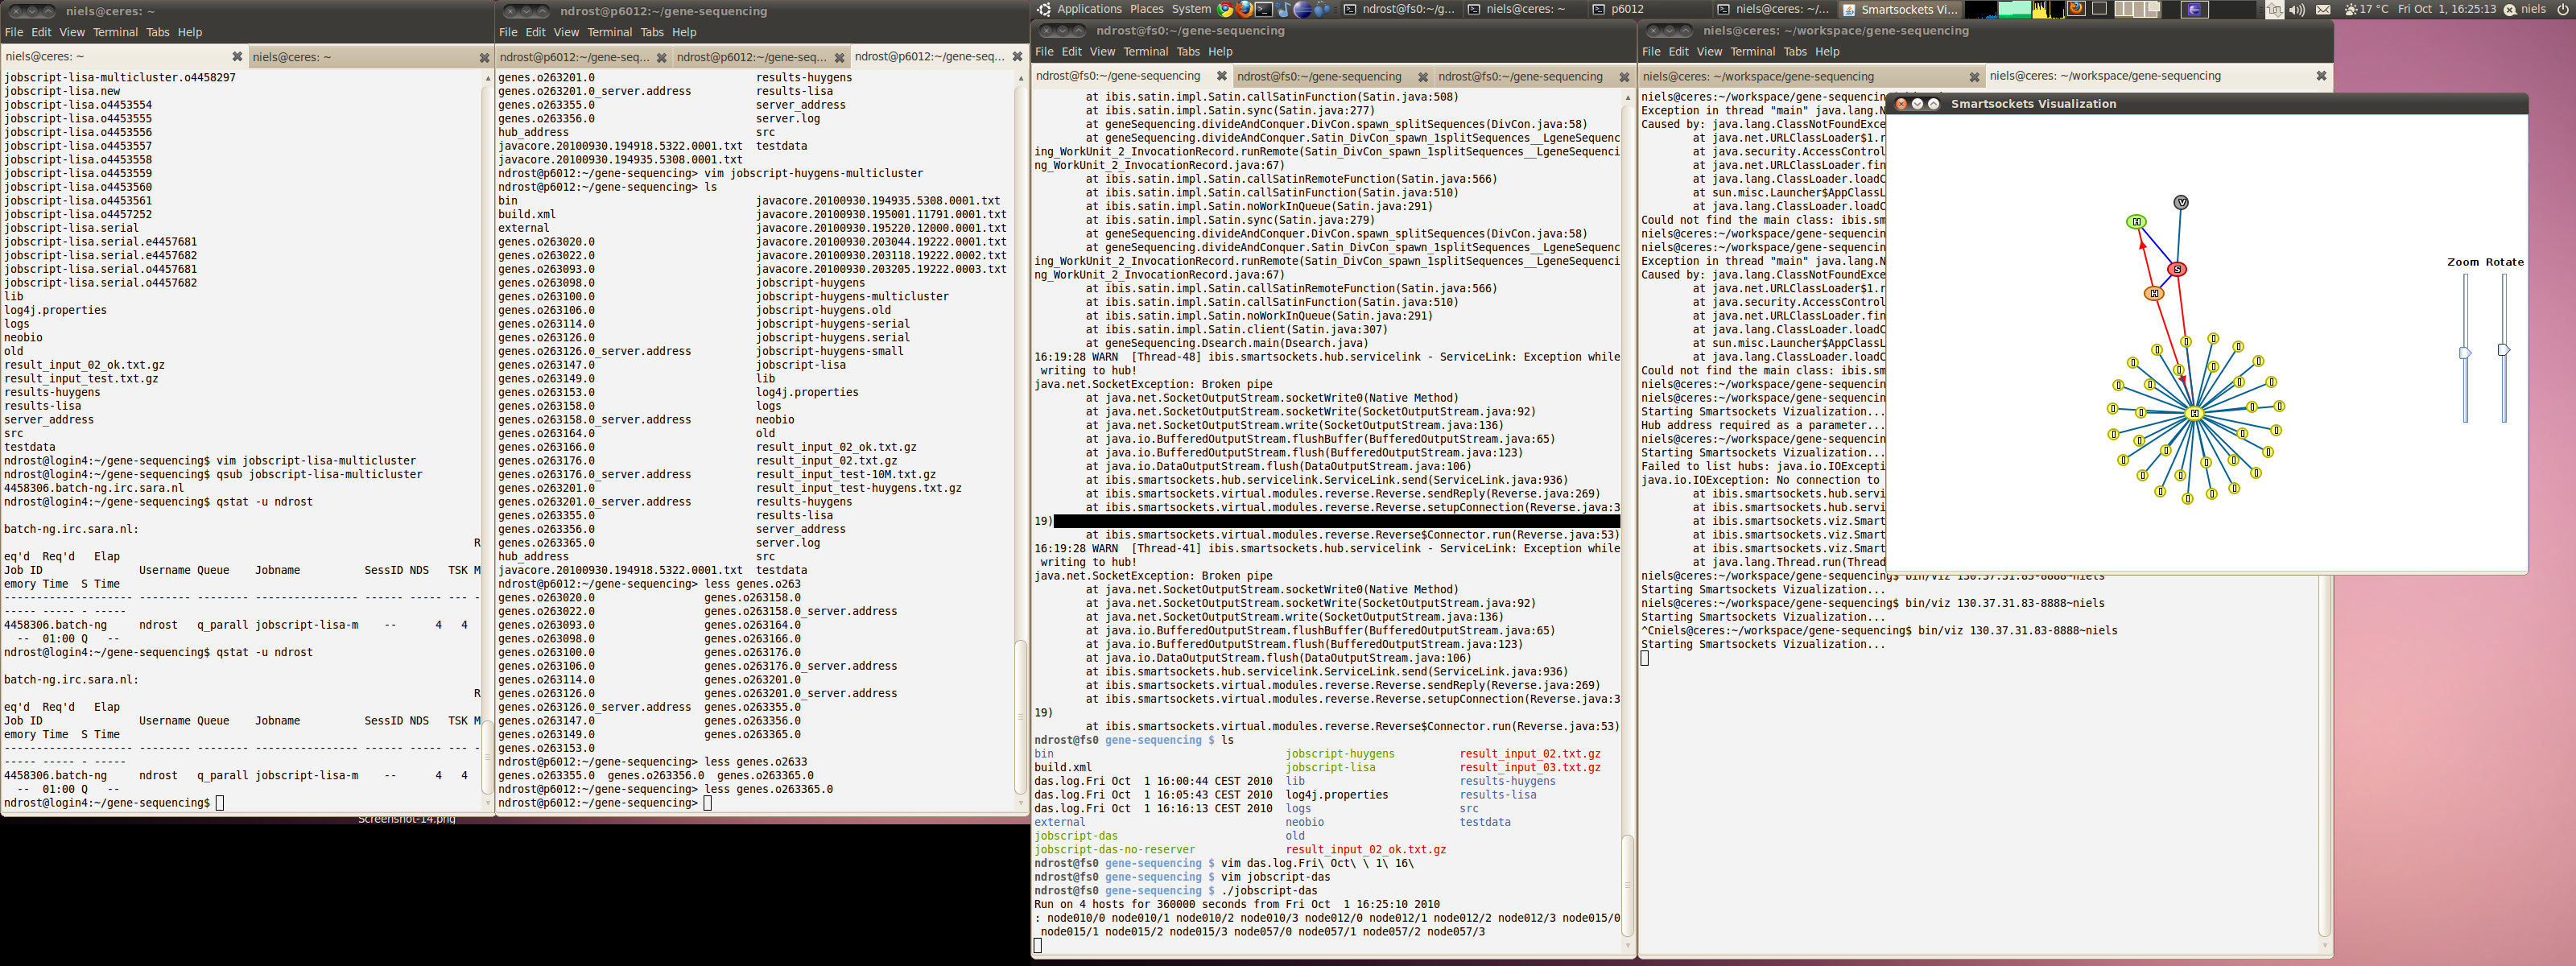 niels@ceres: ~
File Edit View Terminal Tabs Help
niels@ceres: ~
niels@ceres: ~
jobscript-lisa-multicluster.o4458297
jobscript-lisa.new
jobscript-lisa.o4453554
jobscript-lisa.o4453555
jobscript-lisa.o4453556
jobscript-lisa.o4453557
jobscript-lisa.o4453558
jobscript-lisa.o4453559
jobscript-lisa.o4453560
jobscript-lisa.o4453561
jobscript-lisa.o4457252
jobscript-lisa.serial
jobscript-lisa.serial.e4457681
jobscript-lisa.serial.e4457682
jobscript-lisa.serial.o4457681
jobscript-lisa.serial.o4457682
lib
log4j.properties
logs
neobio
old
result_input_02_ok.txt.gz
result_input_test.txt.gz
results-huygens
results-lisa
server_address
src
testdata
ndrost@login4:~/gene-sequencing$ vim jobscript-lisa-multicluster
ndrost@login4:~/gene-sequencing$ qsub jobscript-lisa-multicluster
4458306.batch-ng.irc.sara.nl
ndrost@login4:~/gene-sequencing$ qstat -u ndrost
batch-ng.irc.sara.nl:
R
eq'd Req'd Elap
Job ID Username Queue Jobname SessID NDS TSK M
emory Time S Time
-------------------- -------- -------- ---------------- ------ ----- --- -
----- ----- - -----
4458306.batch-ng ndrost q_parall jobscript-lisa-m -- 4 4
-- 01:00 Q --
ndrost@login4:~/gene-sequencing$ qstat -u ndrost
batch-ng.irc.sara.nl:
R
eq'd Req'd Elap
Job ID Username Queue Jobname SessID NDS TSK M
emory Time S Time
-------------------- -------- -------- ---------------- ------ ----- --- -
----- ----- - -----
4458306.batch-ng ndrost q_parall jobscript-lisa-m -- 4 4
-- 01:00 Q --
ndrost@login4:~/gene-sequencing$
Screenshot-14.png
ndrost@p6012:~/gene-sequencing
File Edit View Terminal Tabs Help
ndrost@p6012:~/gene-seq...
ndrost@p6012:~/gene-seq...
ndrost@p6012:~/gene-seq...
genes.o263201.0 results-huygens
genes.o263201.0_server.address results-lisa
genes.o263355.0 server_address
genes.o263356.0 server.log
hub_address src
javacore.20100930.194918.5322.0001.txt testdata
javacore.20100930.194935.5308.0001.txt
ndrost@p6012:~/gene-sequencing> vim jobscript-huygens-multicluster
ndrost@p6012:~/gene-sequencing> ls
bin javacore.20100930.194935.5308.0001.txt
build.xml javacore.20100930.195001.11791.0001.txt
external javacore.20100930.195220.12000.0001.txt
genes.o263020.0 javacore.20100930.203044.19222.0001.txt
genes.o263022.0 javacore.20100930.203118.19222.0002.txt
genes.o263093.0 javacore.20100930.203205.19222.0003.txt
genes.o263098.0 jobscript-huygens
genes.o263100.0 jobscript-huygens-multicluster
genes.o263106.0 jobscript-huygens.old
genes.o263114.0 jobscript-huygens-serial
genes.o263126.0 jobscript-huygens.serial
genes.o263126.0_server.address jobscript-huygens-small
genes.o263147.0 jobscript-lisa
genes.o263149.0 lib
genes.o263153.0 log4j.properties
genes.o263158.0 logs
genes.o263158.0_server.address neobio
genes.o263164.0 old
genes.o263166.0 result_input_02_ok.txt.gz
genes.o263176.0 result_input_02.txt.gz
genes.o263176.0_server.address result_input_test-10M.txt.gz
genes.o263201.0 result_input_test-huygens.txt.gz
genes.o263201.0_server.address results-huygens
genes.o263355.0 results-lisa
genes.o263356.0 server_address
genes.o263365.0 server.log
hub_address src
javacore.20100930.194918.5322.0001.txt testdata
ndrost@p6012:~/gene-sequencing> less genes.o263
genes.o263020.0 genes.o263158.0
genes.o263022.0 genes.o263158.0_server.address
genes.o263093.0 genes.o263164.0
genes.o263098.0 genes.o263166.0
genes.o263100.0 genes.o263176.0
genes.o263106.0 genes.o263176.0_server.address
genes.o263114.0 genes.o263201.0
genes.o263126.0 genes.o263201.0_server.address
genes.o263126.0_server.address genes.o263355.0
genes.o263147.0 genes.o263356.0
genes.o263149.0 genes.o263365.0
genes.o263153.0
ndrost@p6012:~/gene-sequencing> less genes.o2633
genes.o263355.0 genes.o263356.0 genes.o263365.0
ndrost@p6012:~/gene-sequencing> less genes.o263365.0
ndrost@p6012:~/gene-sequencing>
Applications Places System
ndrost@fs0:~/g...
niels@ceres: ~
p6012
niels@ceres: ~/...
Smartsockets Vi...
17 °C Fri Oct 1, 16:25:13 niels
ndrost@fs0:~/gene-sequencing
File Edit View Terminal Tabs Help
ndrost@fs0:~/gene-sequencing
ndrost@fs0:~/gene-sequencing
ndrost@fs0:~/gene-sequencing
at ibis.satin.impl.Satin.callSatinFunction(Satin.java:508)
at ibis.satin.impl.Satin.sync(Satin.java:277)
at geneSequencing.divideAndConquer.DivCon.spawn_splitSequences(DivCon.java:58)
at geneSequencing.divideAndConquer.Satin_DivCon_spawn_1splitSequences__LgeneSequenc
ing_WorkUnit_2_InvocationRecord.runRemote(Satin_DivCon_spawn_1splitSequences__LgeneSequenci
ng_WorkUnit_2_InvocationRecord.java:67)
at ibis.satin.impl.Satin.callSatinRemoteFunction(Satin.java:566)
at ibis.satin.impl.Satin.callSatinFunction(Satin.java:510)
at ibis.satin.impl.Satin.noWorkInQueue(Satin.java:291)
at ibis.satin.impl.Satin.sync(Satin.java:279)
at geneSequencing.divideAndConquer.DivCon.spawn_splitSequences(DivCon.java:58)
at geneSequencing.divideAndConquer.Satin_DivCon_spawn_1splitSequences__LgeneSequenc
ing_WorkUnit_2_InvocationRecord.runRemote(Satin_DivCon_spawn_1splitSequences__LgeneSequenci
ng_WorkUnit_2_InvocationRecord.java:67)
at ibis.satin.impl.Satin.callSatinRemoteFunction(Satin.java:566)
at ibis.satin.impl.Satin.callSatinFunction(Satin.java:510)
at ibis.satin.impl.Satin.noWorkInQueue(Satin.java:291)
at ibis.satin.impl.Satin.client(Satin.java:307)
at geneSequencing.Dsearch.main(Dsearch.java)
16:19:28 WARN [Thread-48] ibis.smartsockets.hub.servicelink - ServiceLink: Exception while
writing to hub!
java.net.SocketException: Broken pipe
at java.net.SocketOutputStream.socketWrite0(Native Method)
at java.net.SocketOutputStream.socketWrite(SocketOutputStream.java:92)
at java.net.SocketOutputStream.write(SocketOutputStream.java:136)
at java.io.BufferedOutputStream.flushBuffer(BufferedOutputStream.java:65)
at java.io.BufferedOutputStream.flush(BufferedOutputStream.java:123)
at java.io.DataOutputStream.flush(DataOutputStream.java:106)
at ibis.smartsockets.hub.servicelink.ServiceLink.send(ServiceLink.java:936)
at ibis.smartsockets.virtual.modules.reverse.Reverse.sendReply(Reverse.java:269)
at ibis.smartsockets.virtual.modules.reverse.Reverse.setupConnection(Reverse.java:3
19)
at ibis.smartsockets.virtual.modules.reverse.Reverse$Connector.run(Reverse.java:53)
16:19:28 WARN [Thread-41] ibis.smartsockets.hub.servicelink - ServiceLink: Exception while
writing to hub!
java.net.SocketException: Broken pipe
at java.net.SocketOutputStream.socketWrite0(Native Method)
at java.net.SocketOutputStream.socketWrite(SocketOutputStream.java:92)
at java.net.SocketOutputStream.write(SocketOutputStream.java:136)
at java.io.BufferedOutputStream.flushBuffer(BufferedOutputStream.java:65)
at java.io.BufferedOutputStream.flush(BufferedOutputStream.java:123)
at java.io.DataOutputStream.flush(DataOutputStream.java:106)
at ibis.smartsockets.hub.servicelink.ServiceLink.send(ServiceLink.java:936)
at ibis.smartsockets.virtual.modules.reverse.Reverse.sendReply(Reverse.java:269)
at ibis.smartsockets.virtual.modules.reverse.Reverse.setupConnection(Reverse.java:3
19)
at ibis.smartsockets.virtual.modules.reverse.Reverse$Connector.run(Reverse.java:53)
ndrost@fs0 gene-sequencing $ ls
bin jobscript-huygens result_input_02.txt.gz
build.xml jobscript-lisa result_input_03.txt.gz
das.log.Fri Oct 1 16:00:44 CEST 2010 lib results-huygens
das.log.Fri Oct 1 16:05:43 CEST 2010 log4j.properties results-lisa
das.log.Fri Oct 1 16:16:13 CEST 2010 logs src
external neobio testdata
jobscript-das old
jobscript-das-no-reserver result_input_02_ok.txt.gz
ndrost@fs0 gene-sequencing $ vim das.log.Fri\ Oct\ \ 1\ 16\
ndrost@fs0 gene-sequencing $ vim jobscript-das
ndrost@fs0 gene-sequencing $ ./jobscript-das
Run on 4 hosts for 360000 seconds from Fri Oct 1 16:25:10 2010
: node010/0 node010/1 node010/2 node010/3 node012/0 node012/1 node012/2 node012/3 node015/0
node015/1 node015/2 node015/3 node057/0 node057/1 node057/2 node057/3
niels@ceres: ~/workspace/gene-sequencing
File Edit View Terminal Tabs Help
niels@ceres: ~/workspace/gene-sequencing
niels@ceres: ~/workspace/gene-sequencing
niels@ceres:~/workspace/gene-sequencing
Exception in thread "main" java.lang.N
Caused by: java.lang.ClassNotFoundExce
at java.net.URLClassLoader$1.r
at java.security.AccessControl
at java.net.URLClassLoader.fin
at java.lang.ClassLoader.loadC
at sun.misc.Launcher$AppClassL
at java.lang.ClassLoader.loadC
Could not find the main class: ibis.sm
niels@ceres:~/workspace/gene-sequencin
niels@ceres:~/workspace/gene-sequencin
Exception in thread "main" java.lang.N
Caused by: java.lang.ClassNotFoundExce
at java.net.URLClassLoader$1.r
at java.security.AccessControl
at java.net.URLClassLoader.fin
at java.lang.ClassLoader.loadC
at sun.misc.Launcher$AppClassL
at java.lang.ClassLoader.loadC
Could not find the main class: ibis.sm
niels@ceres:~/workspace/gene-sequencin
niels@ceres:~/workspace/gene-sequencin
Starting Smartsockets Vizualization...
Hub address required as a parameter...
niels@ceres:~/workspace/gene-sequencin
Starting Smartsockets Vizualization...
Failed to list hubs: java.io.IOExcepti
java.io.IOException: No connection to
at ibis.smartsockets.hub.servi
at ibis.smartsockets.hub.servi
at ibis.smartsockets.viz.Smart
at ibis.smartsockets.viz.Smart
at ibis.smartsockets.viz.Smart
at java.lang.Thread.run(Thread
niels@ceres:~/workspace/gene-sequencing$ bin/viz 130.37.31.83-8888~niels
Starting Smartsockets Vizualization...
niels@ceres:~/workspace/gene-sequencing$ bin/viz 130.37.31.83-8888~niels
Starting Smartsockets Vizualization...
^Cniels@ceres:~/workspace/gene-sequencing$ bin/viz 130.37.31.83-8888~niels
Starting Smartsockets Vizualization...
Smartsockets Visualization
V
H
S
H
H
Zoom Rotate